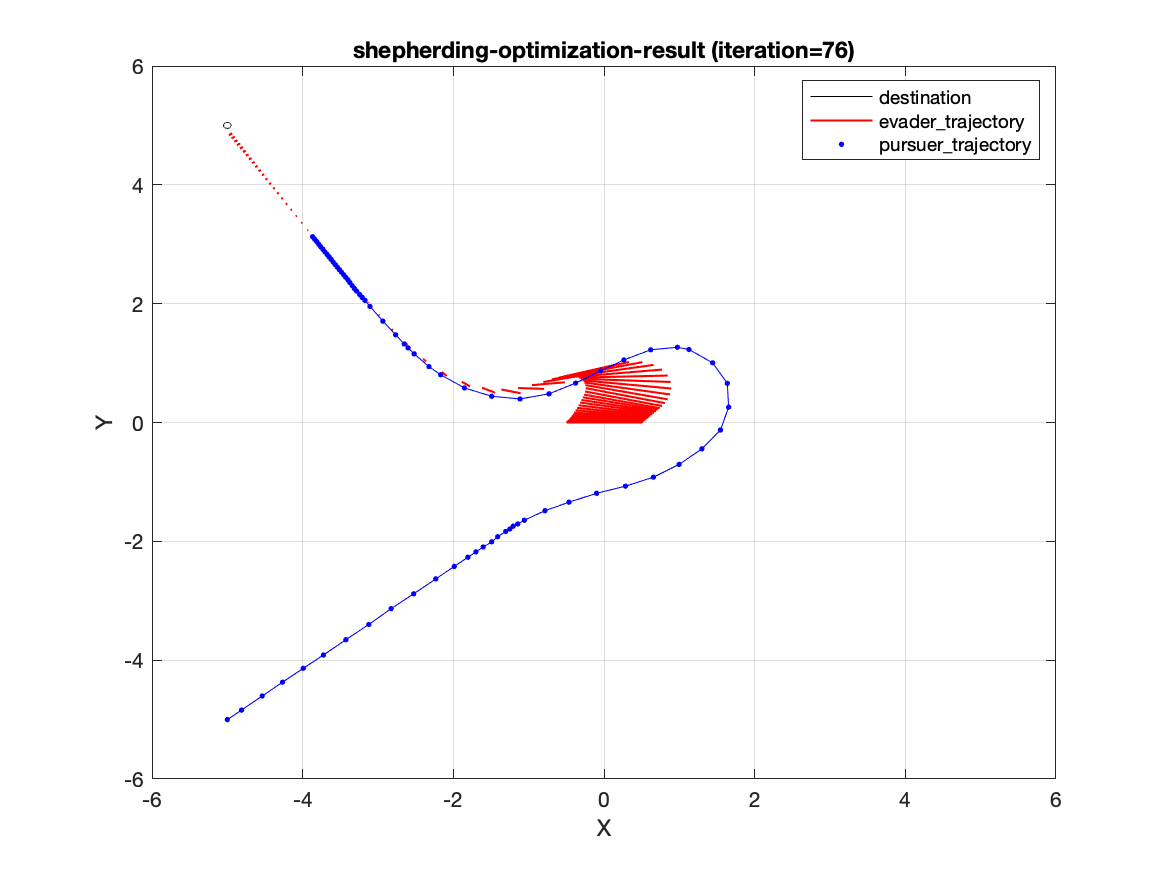 shepherding-optimization-result (iteration=76)
6
destination
evader_trajectory
pursuer_trajectory
4
2
Y
0
-2
-4
-6
-6 -4 -2 0 2 4 6
X